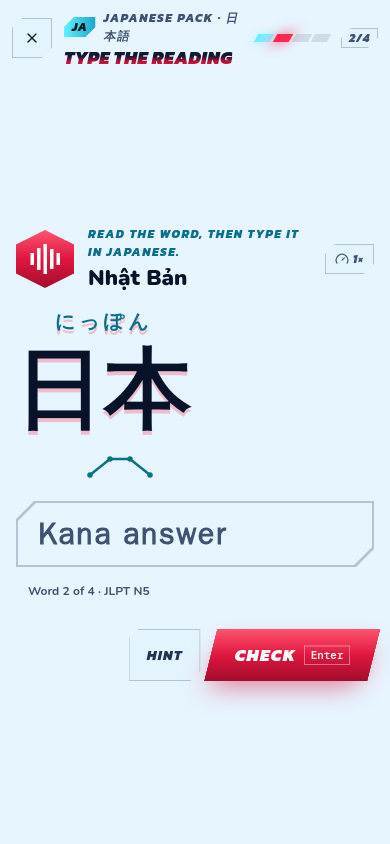 JA
JAPANESE PACK · 日
本語
TYPE THE READING
2/4
READ THE WORD, THEN TYPE IT
IN JAPANESE.
Nhật Bản
1×
にっぽん
日本
Kana answer
Word 2 of 4 · JLPT N5
HINT
CHECK Enter